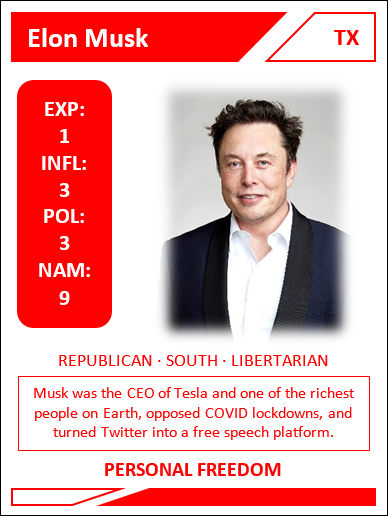 Elon Musk
TX
EXP:
1
INFL:
3
POL:
3
NAM:
9
REPUBLICAN · SOUTH · LIBERTARIAN
Musk was the CEO of Tesla and one of the richest
people on Earth, opposed COVID lockdowns, and
turned Twitter into a free speech platform.
PERSONAL FREEDOM